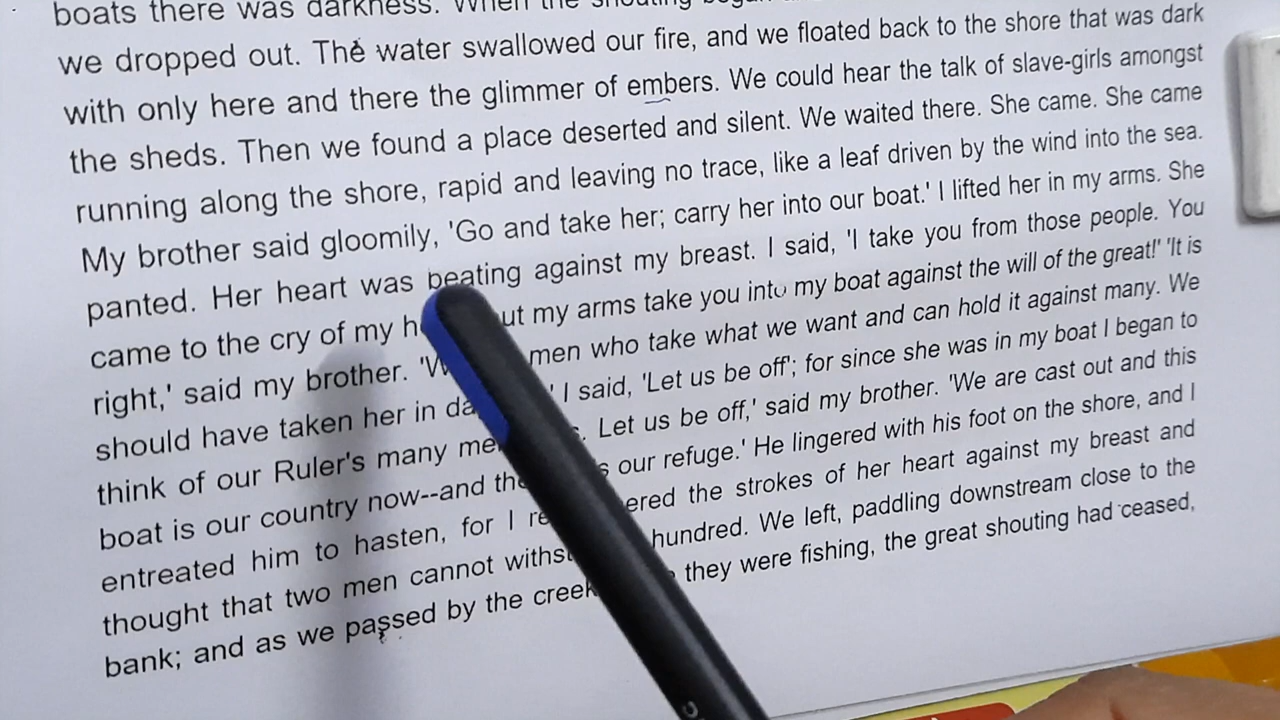 boats there was darkness. When the shouting began
we dropped out. The water swallowed our fire, and we floated back to the shore that was dark
with only here and there the glimmer of embers. We could hear the talk of slave-girls amongst
the sheds. Then we found a place deserted and silent. We waited there. She came. She came
running along the shore, rapid and leaving no trace, like a leaf driven by the wind into the sea.
My brother said gloomily, 'Go and take her; carry her into our boat.' I lifted her in my arms. She
panted. Her heart was beating against my breast. I said, 'I take you from those people. You
came to the cry of my ut my arms take you into my boat against the will of the great!' 'It is
right,' said my brother. men who take what we want and can hold it against many. We
should have taken her in I said, 'Let us be off'; for since she was in my boat I began to
think of our Ruler's many Let us be off,' said my brother. 'We are cast out and this
boat is our country now--and our refuge.' He lingered with his foot on the shore, and I
entreated him to hasten, for I the strokes of her heart against my breast and
thought that two men cannot hundred. We left, paddling downstream close to the
bank; and as we passed by the creek they were fishing, the great shouting had ceased,